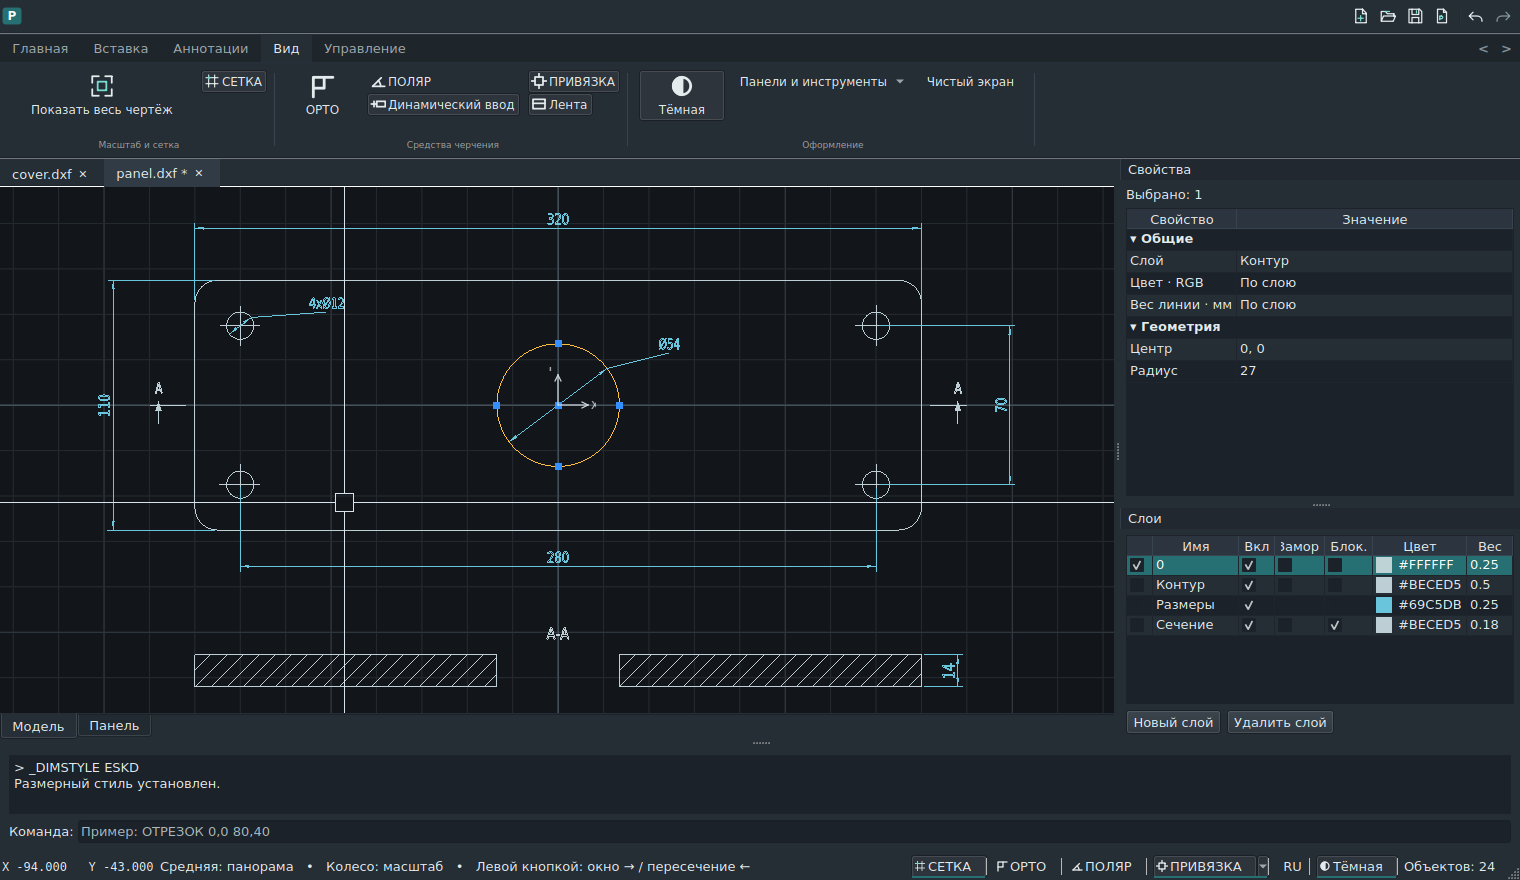 P
Главная Вставка Аннотации Вид Управление < >
Показать весь чертёж
СЕТКА
Масштаб и сетка
ОРТО
ПОЛЯР
Динамический ввод
ПРИВЯЗКА
Лента
Средства черчения
Тёмная
Панели и инструменты
Чистый экран
Оформление
cover.dxf × panel.dxf * ×
320
4xØ12
Ø54
A A
110
70
X
280
A-A
14
Свойства
Выбрано: 1
Свойство Значение
▾ Общие
Слой Контур
Цвет · RGB По слою
Вес линии · мм По слою
▾ Геометрия
Центр 0, 0
Радиус 27
Слои
Имя Вкл Замор Блок. Цвет Вес
✓ 0 ✓ #FFFFFF 0.25
Контур ✓ #BECED5 0.5
Размеры ✓ #69C5DB 0.25
Сечение ✓ ✓ #BECED5 0.18
Новый слой Удалить слой
Модель Панель
> _DIMSTYLE ESKD
Размерный стиль установлен.
Команда: Пример: ОТРЕЗОК 0,0 80,40
X -94.000 Y -43.000 Средняя: панорама • Колесо: масштаб • Левой кнопкой: окно → / пересечение ← СЕТКА ОРТО ПОЛЯР ПРИВЯЗКА RU Тёмная Объектов: 24